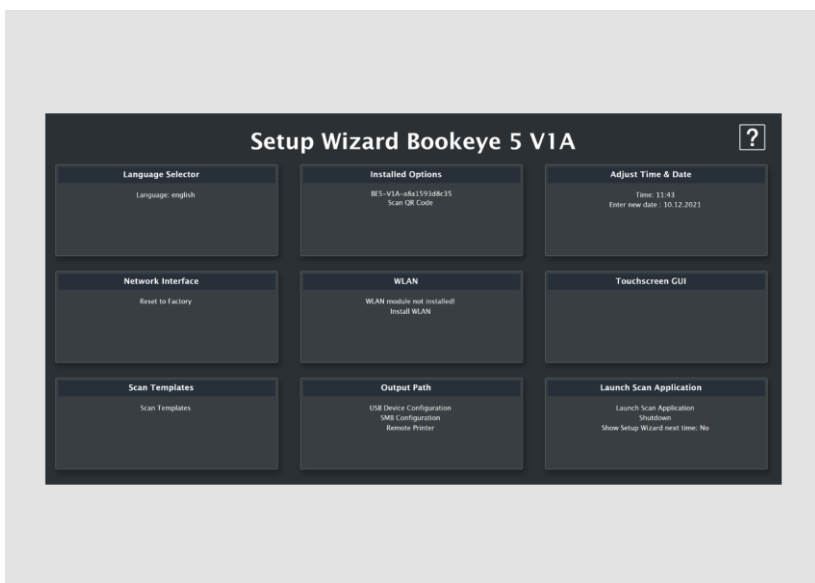 Setup Wizard Bookeye 5 V1A
?
Language Selector
Language: english
Installed Options
BE5-V1A-a8a1593d8c35
Scan QR Code
Adjust Time & Date
Time: 11:43
Enter new date : 10.12.2021
Network Interface
Reset to Factory
WLAN
WLAN module not installed!
Install WLAN
Touchscreen GUI
Scan Templates
Scan Templates
Output Path
USB Device Configuration
SMB Configuration
Remote Printer
Launch Scan Application
Launch Scan Application
Shutdown
Show Setup Wizard next time: No